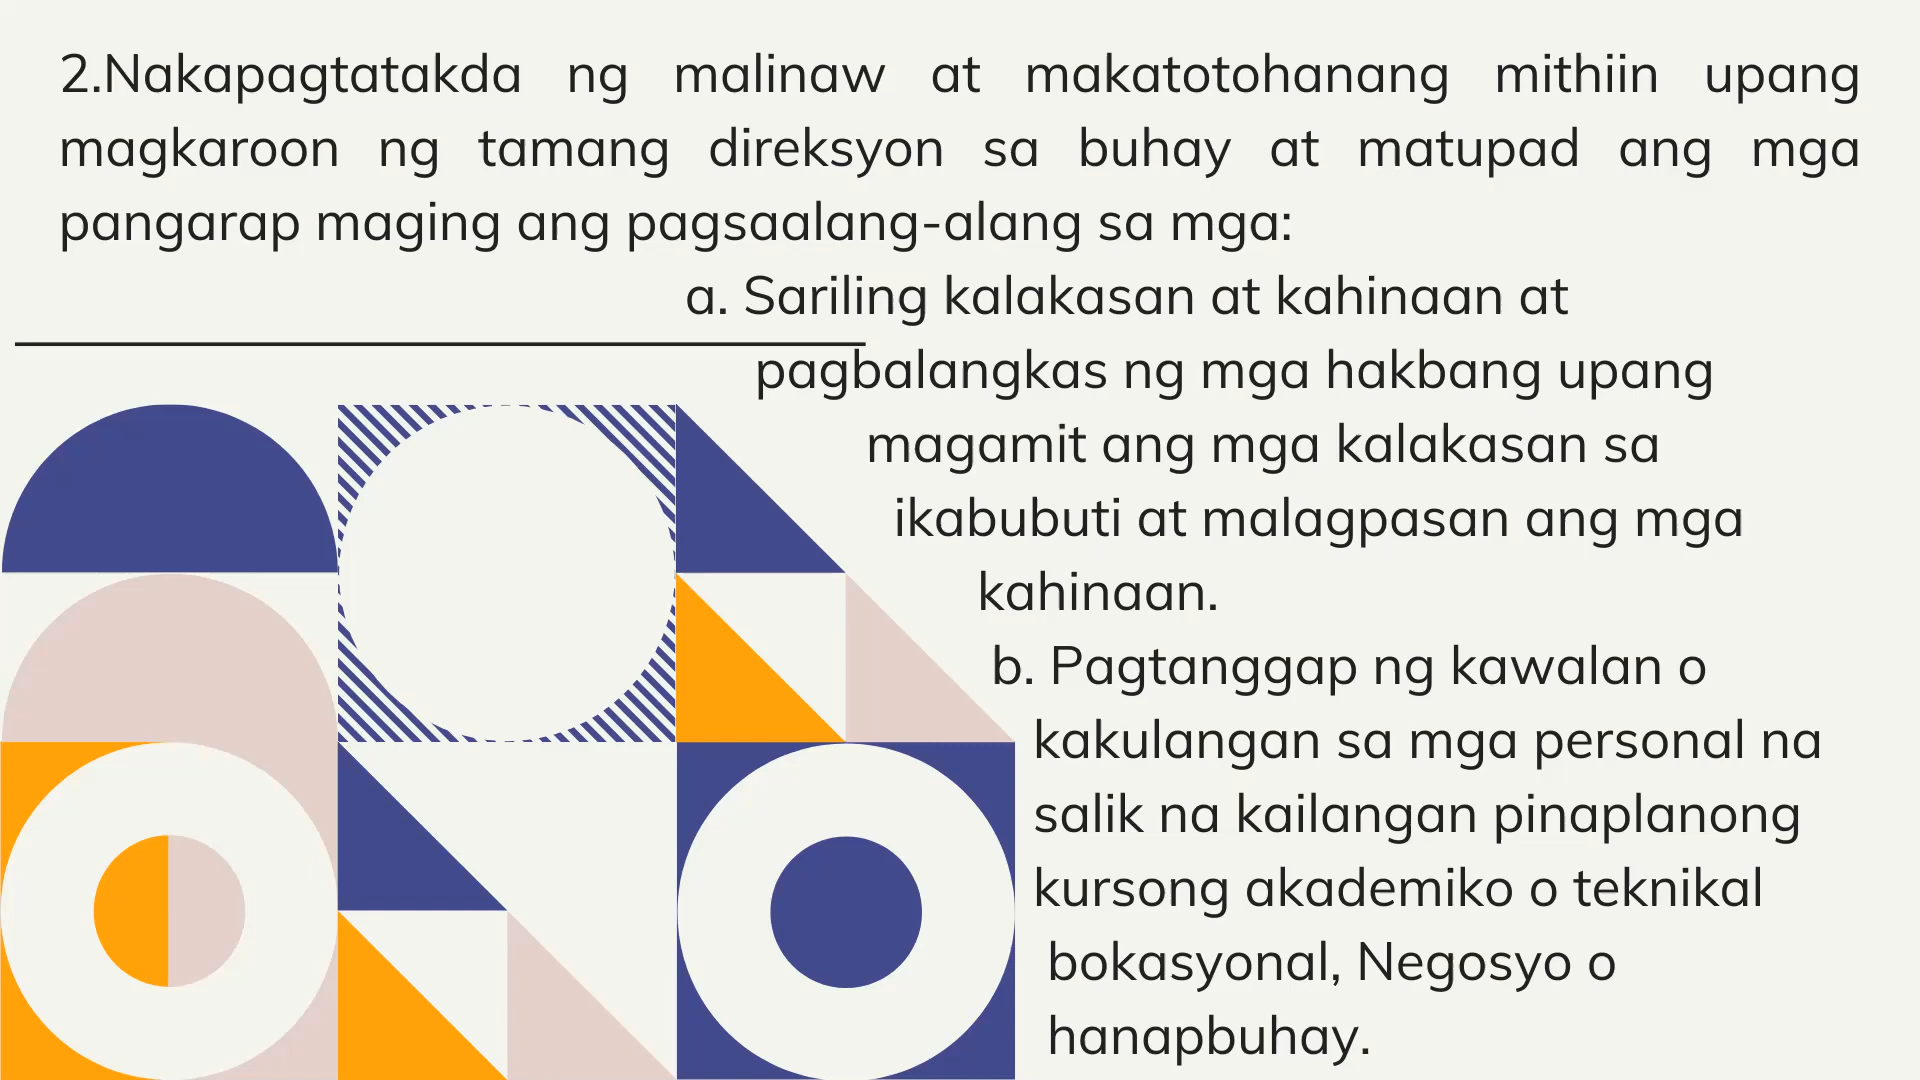 2.Nakapagtatakda ng malinaw at makatotohanang mithiin upang
magkaroon ng tamang direksyon sa buhay at matupad ang mga
pangarap maging ang pagsaalang-alang sa mga:
a. Sariling kalakasan at kahinaan at
pagbalangkas ng mga hakbang upang
magamit ang mga kalakasan sa
ikabubuti at malagpasan ang mga
kahinaan.
b. Pagtanggap ng kawalan o
kakulangan sa mga personal na
salik na kailangan pinaplanong
kursong akademiko o teknikal
bokasyonal, Negosyo o
hanapbuhay.